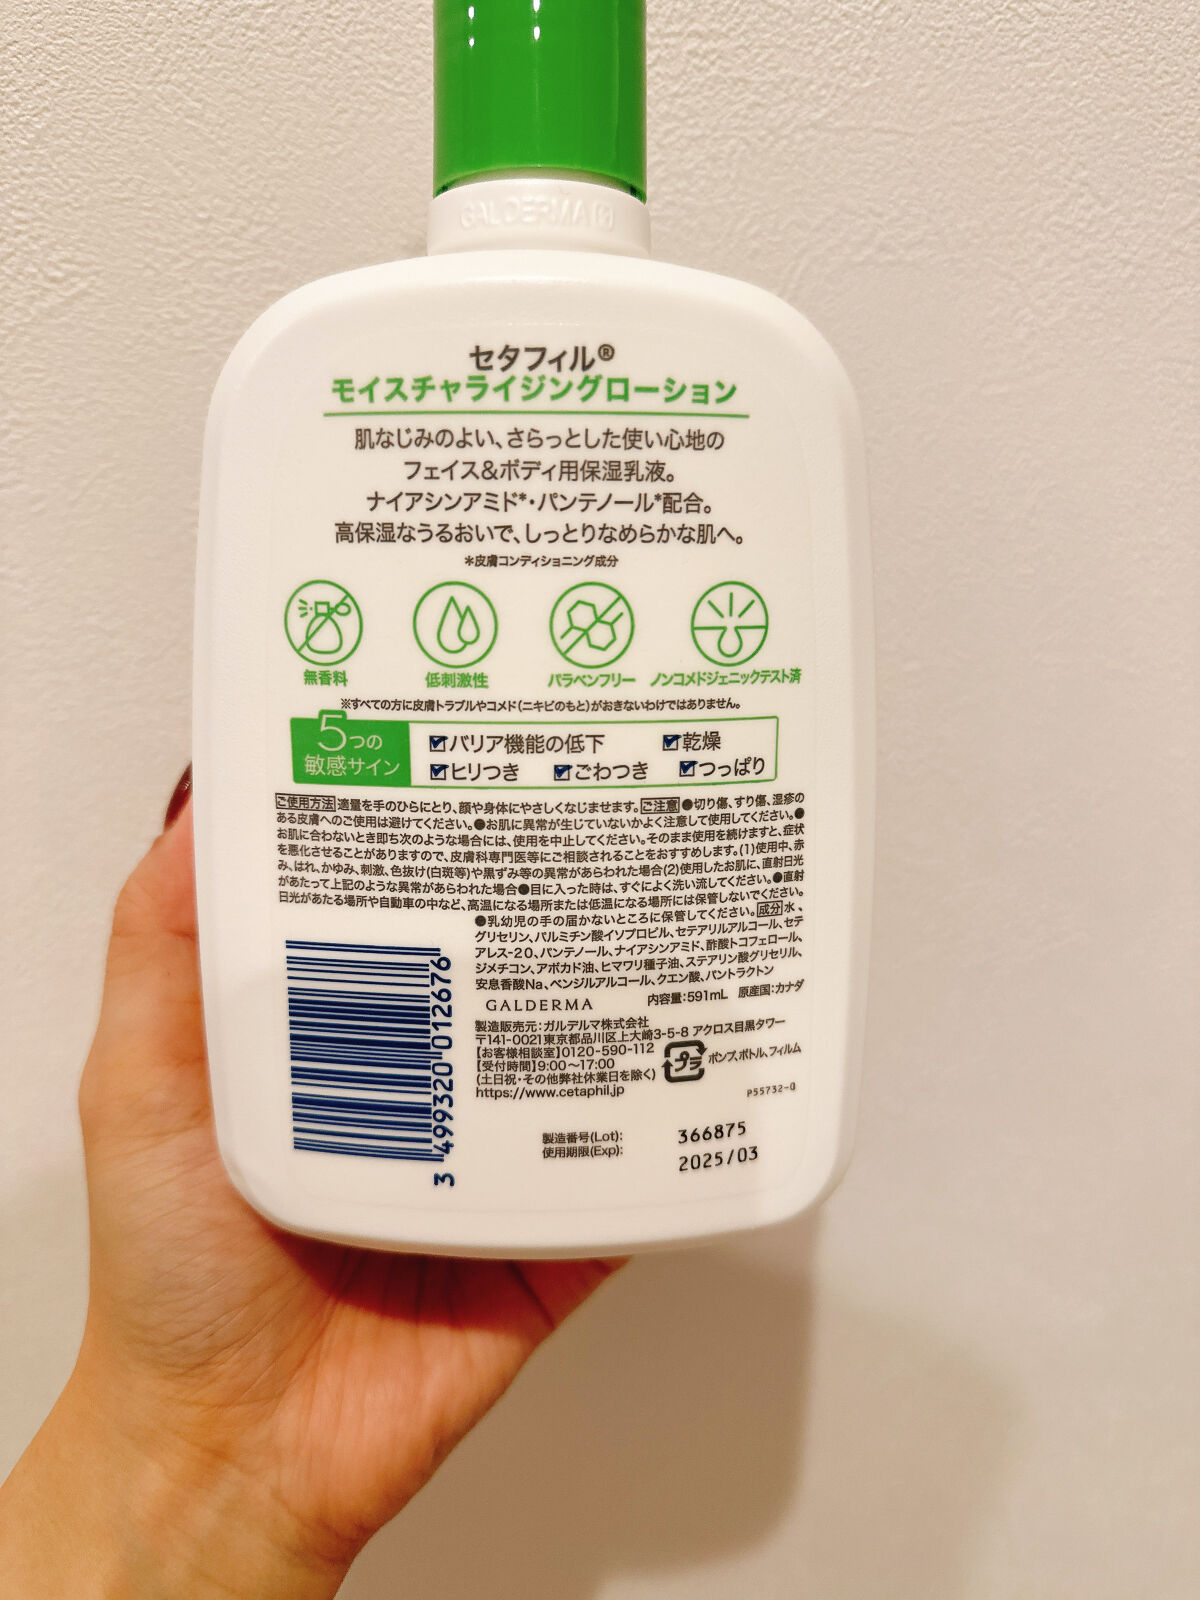 GALDERMA
セタフィル®
モイスチャライジングローション
肌なじみのよい、さらっとした使い心地の
フェイス&ボディ用保湿乳液。
ナイアシンアミド*・パンテノール*配合。
高保湿なうるおいで、しっとりなめらかな肌へ。
*皮膚コンディショニング成分
無香料 低刺激性 パラベンフリー ノンコメドジェニックテスト済
※すべての方に皮膚トラブルやコメド(ニキビのもと)がおきないわけではありません。
5つの
敏感サイン
バリア機能の低下 乾燥
ヒリつき ごわつき つっぱり
ご使用方法 適量を手のひらにとり、顔や身体にやさしくなじませます。ご注意 ●切り傷、すり傷、湿疹の
ある皮膚へのご使用は避けてください。●お肌に異常が生じていないかよく注意して使用してください。●
お肌に合わないとき即ち次のような場合には、使用を中止してください。そのまま使用を続けますと、症状
を悪化させることがありますので、皮膚科専門医等にご相談されることをおすすめします。(1)使用中、赤
み、はれ、かゆみ、刺激、色抜け(白斑等)や黒ずみ等の異常があらわれた場合(2)使用したお肌に、直射日光
があたって上記のような異常があらわれた場合●目に入った時は、すぐによく洗い流してください。●直射
日光があたる場所や自動車の中など、高温になる場所または低温になる場所には保管しないでください。
●乳幼児の手の届かないところに保管してください。成分 水、
グリセリン、パルミチン酸イソプロピル、セテアリルアルコール、セテ
アレス-20、パンテノール、ナイアシンアミド、酢酸トコフェロール、
ジメチコン、アボカド油、ヒマワリ種子油、ステアリン酸グリセリル、
安息香酸Na、ベンジルアルコール、クエン酸、パントラクトン
GALDERMA 内容量:591mL 原産国:カナダ
製造販売元:ガルデルマ株式会社
〒141-0021東京都品川区上大崎3-5-8 アクロス目黒タワー
【お客様相談室】0120-590-112
【受付時間】9:00〜17:00
(土日祝・その他弊社休業日を除く)
https://www.cetaphil.jp
プラ ポンプ、ボトル、フィルム
P55732-0
3 499320 012676
製造番号(Lot): 366875
使用期限(Exp): 2025/03